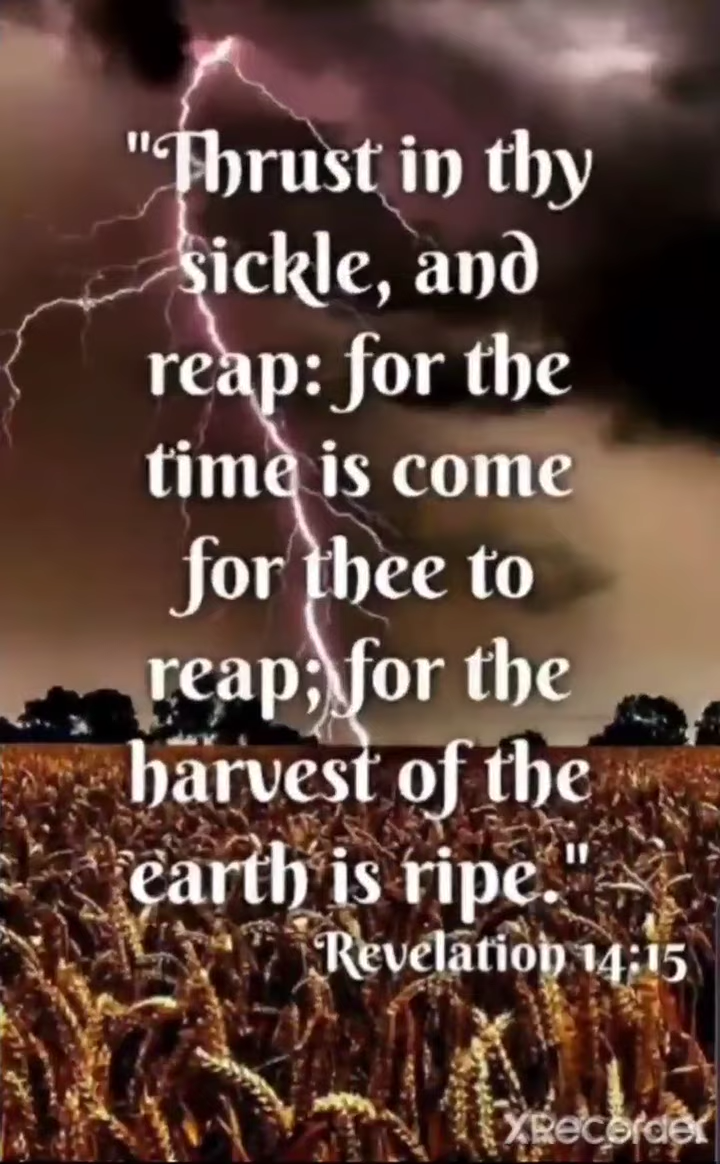 "Thrust in thy
sickle, and
reap: for the
time is come
for thee to
reap; for the
harvest of the
earth is ripe."
Revelation 14:15
XRecorder